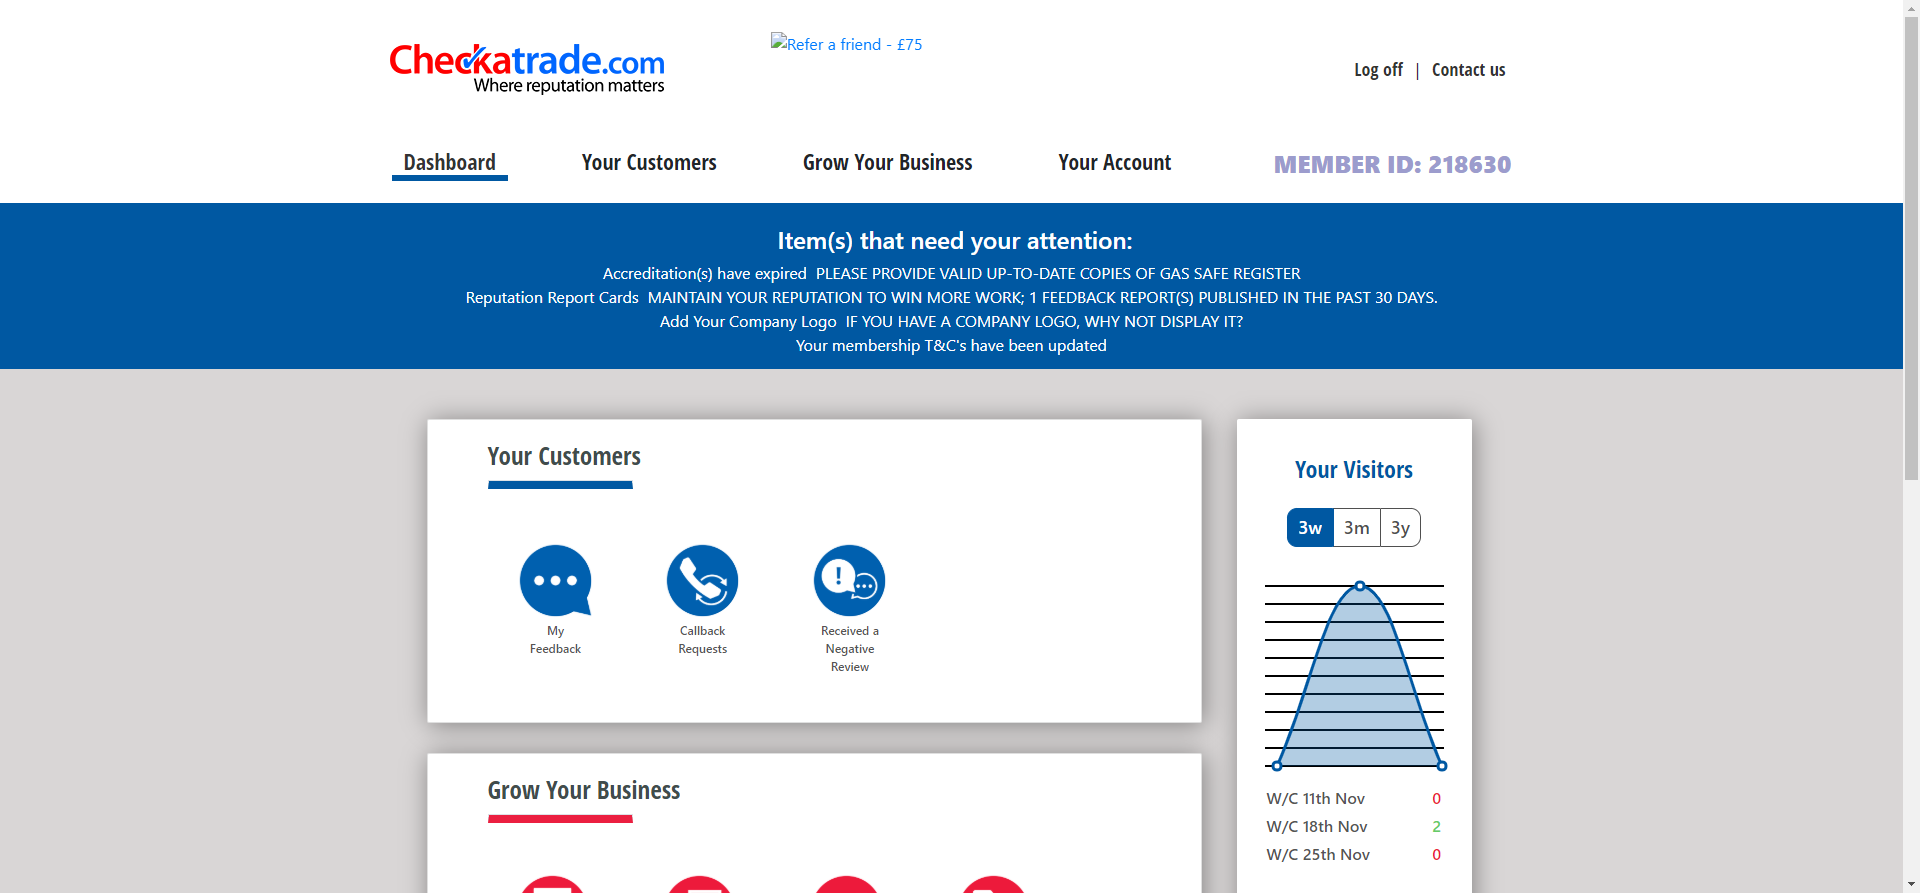 Checkatrade.com
Where reputation matters
Refer a friend - £75
Log off | Contact us
Dashboard
Your Customers
Grow Your Business
Your Account
MEMBER ID: 218630
Item(s) that need your attention:
Accreditation(s) have expired PLEASE PROVIDE VALID UP-TO-DATE COPIES OF GAS SAFE REGISTER
Reputation Report Cards MAINTAIN YOUR REPUTATION TO WIN MORE WORK; 1 FEEDBACK REPORT(S) PUBLISHED IN THE PAST 30 DAYS.
Add Your Company Logo IF YOU HAVE A COMPANY LOGO, WHY NOT DISPLAY IT?
Your membership T&C's have been updated
Your Customers
My
Feedback
Callback
Requests
Received a
Negative
Review
Grow Your Business
Your Visitors
3w 3m 3y
W/C 11th Nov 0
W/C 18th Nov 2
W/C 25th Nov 0